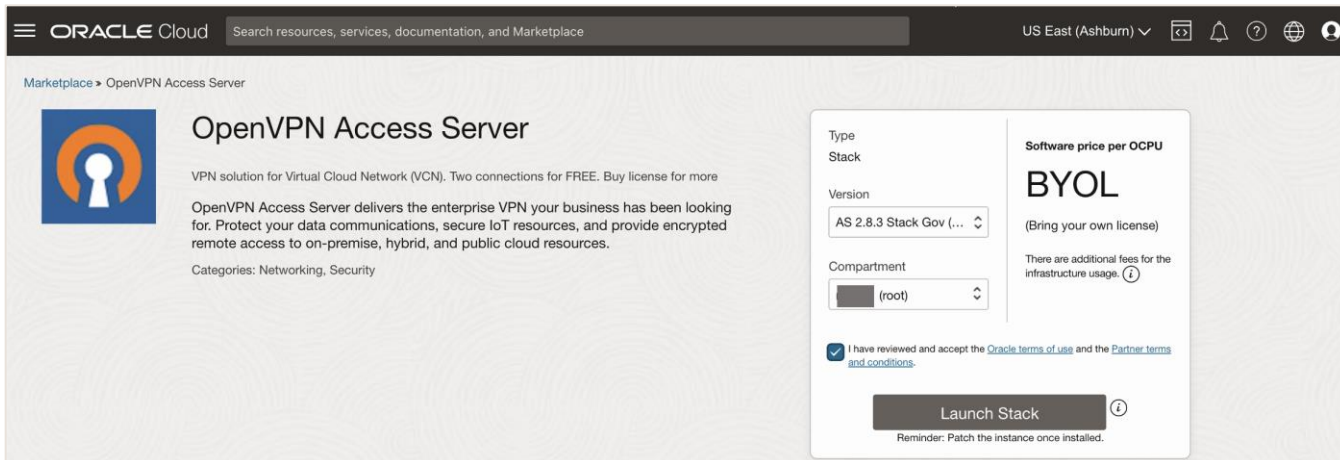 ORACLE Cloud
Search resources, services, documentation, and Marketplace
US East (Ashburn)
Marketplace » OpenVPN Access Server
OpenVPN Access Server
VPN solution for Virtual Cloud Network (VCN). Two connections for FREE. Buy license for more
OpenVPN Access Server delivers the enterprise VPN your business has been looking
for. Protect your data communications, secure IoT resources, and provide encrypted
remote access to on-premise, hybrid, and public cloud resources.
Categories: Networking, Security
Type
Stack
Version
AS 2.8.3 Stack Gov (...
Compartment
(root)
Software price per OCPU
BYOL
(Bring your own license)
There are additional fees for the
infrastructure usage.
I have reviewed and accept the Oracle terms of use and the Partner terms
and conditions.
Launch Stack
Reminder: Patch the instance once installed.